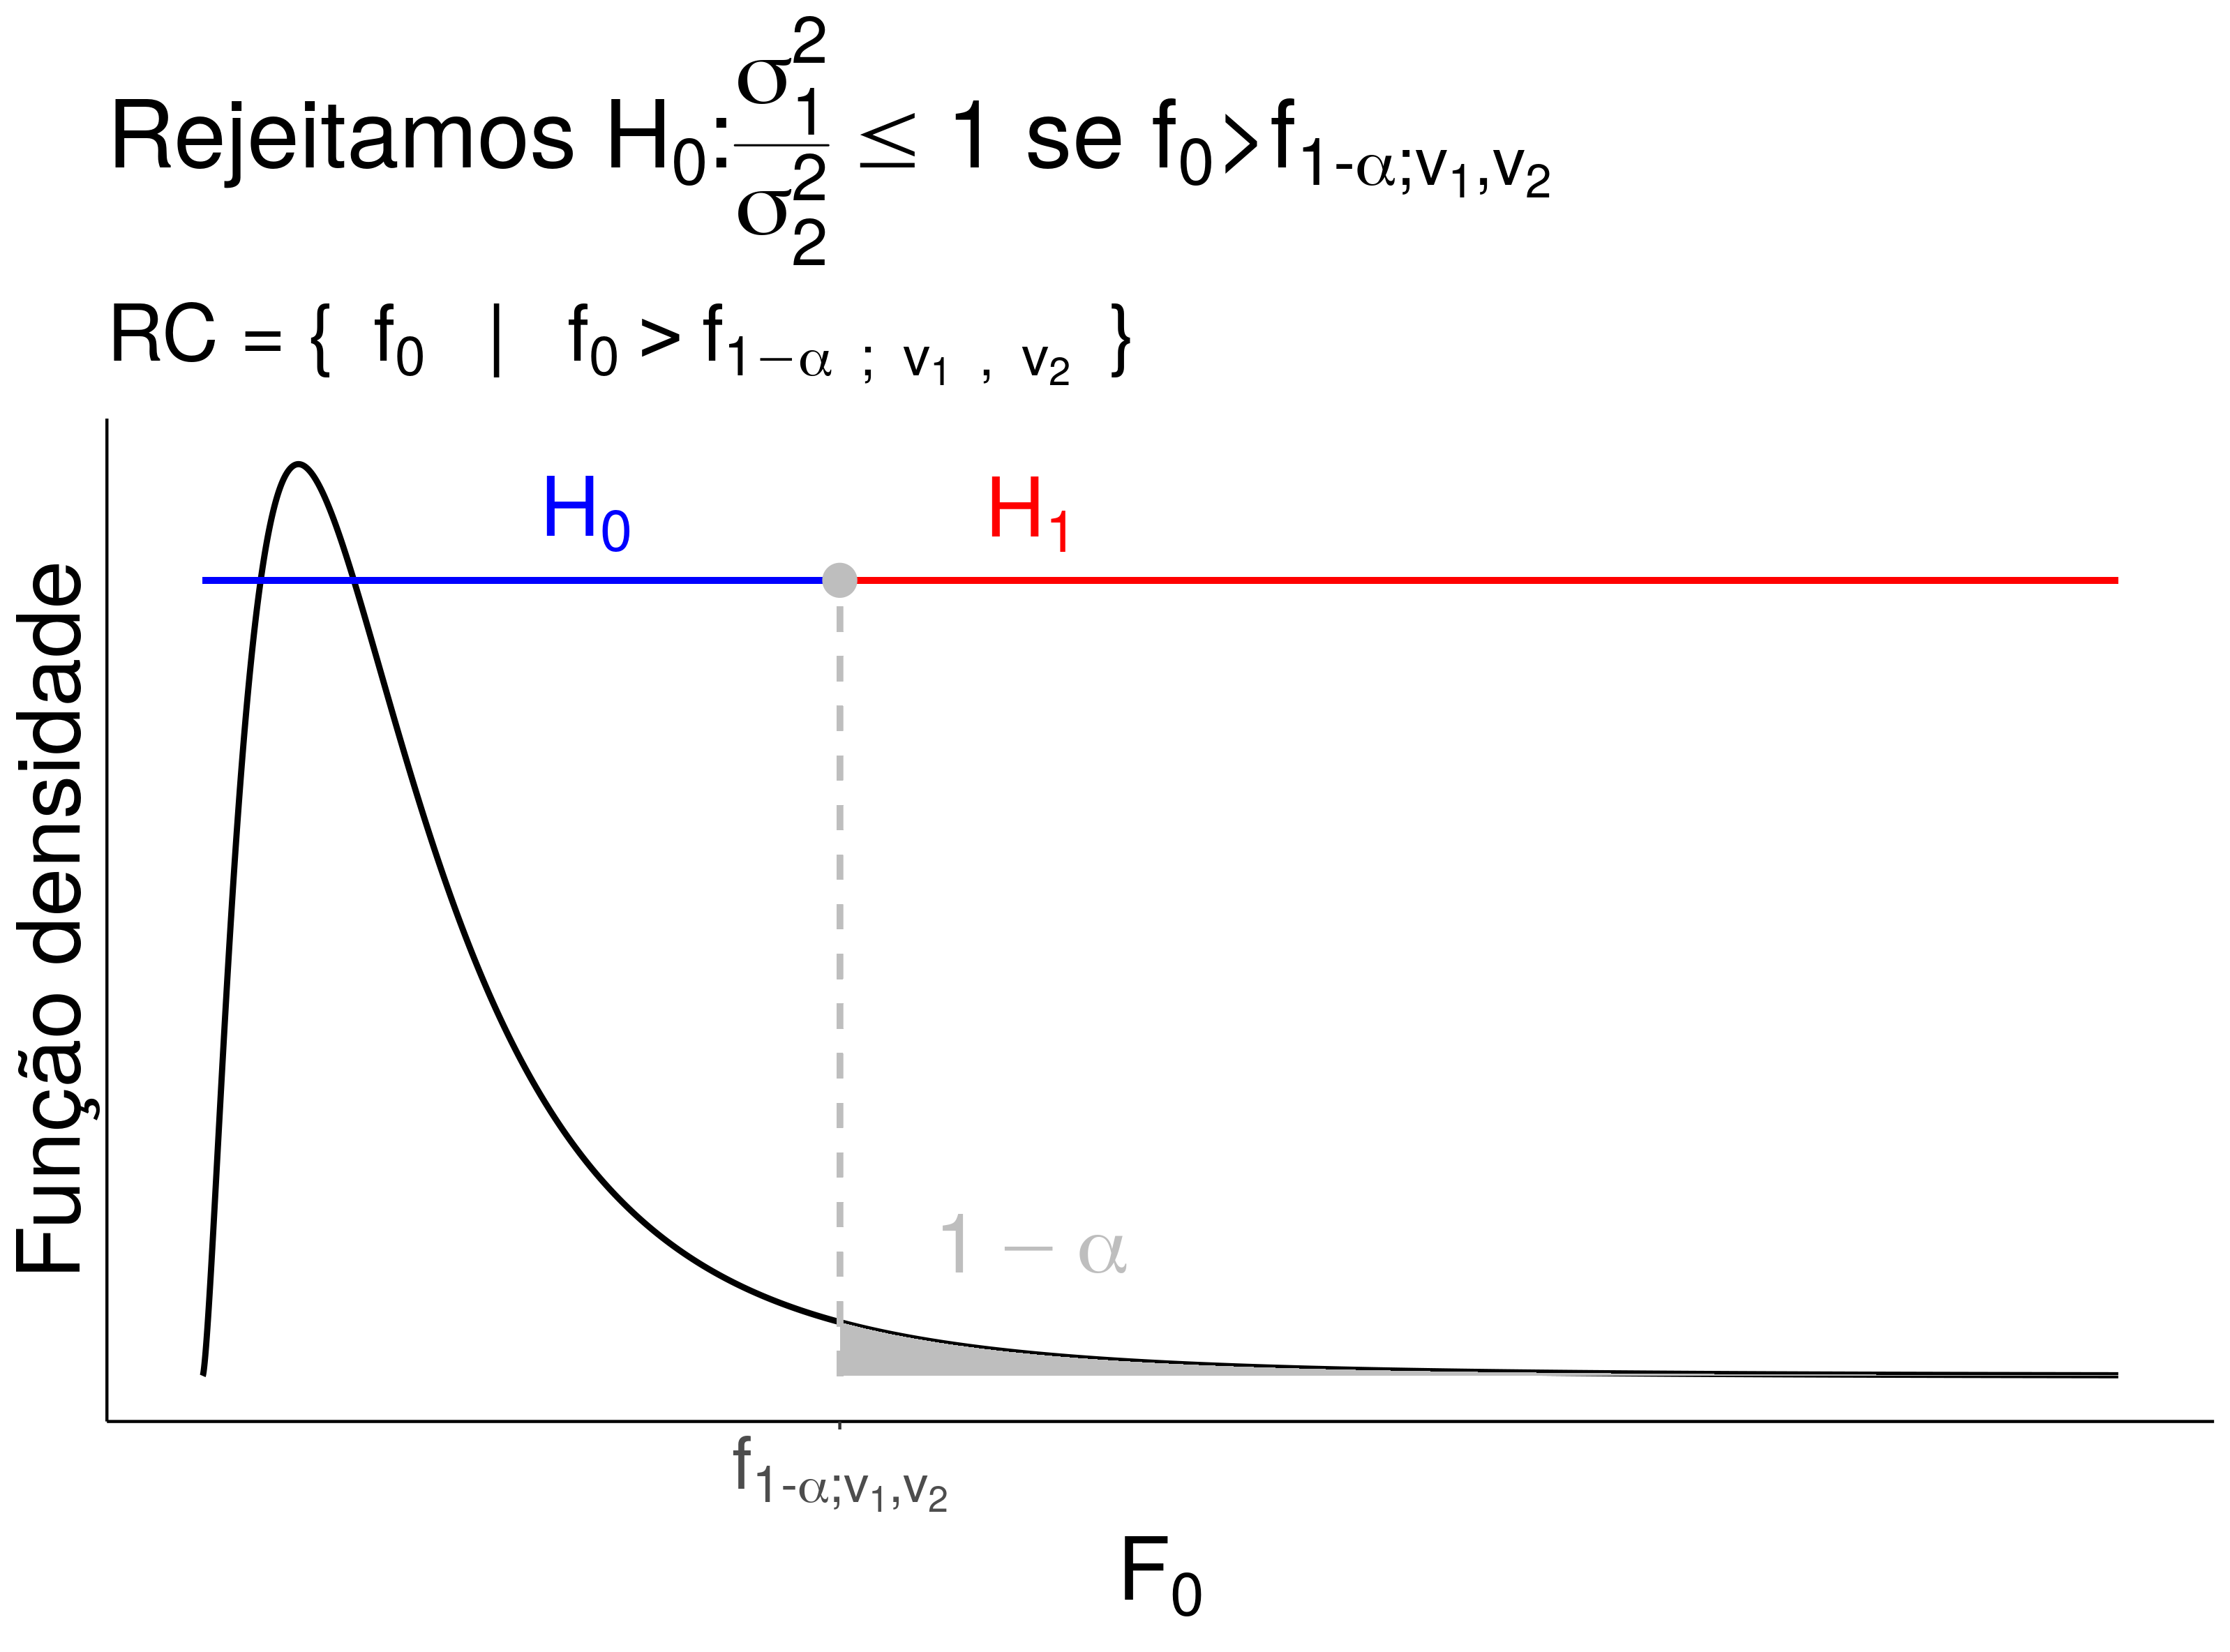 Rejeitamos H₀: σ₁²/σ₂² ≤ 1 se f₀>f₁₋α;v₁,v₂
RC = { f₀ | f₀ > f₁₋α ; v₁ , v₂ }
H₀
H₁
Função densidade
1 − α
f₁₋α;v₁,v₂
F₀